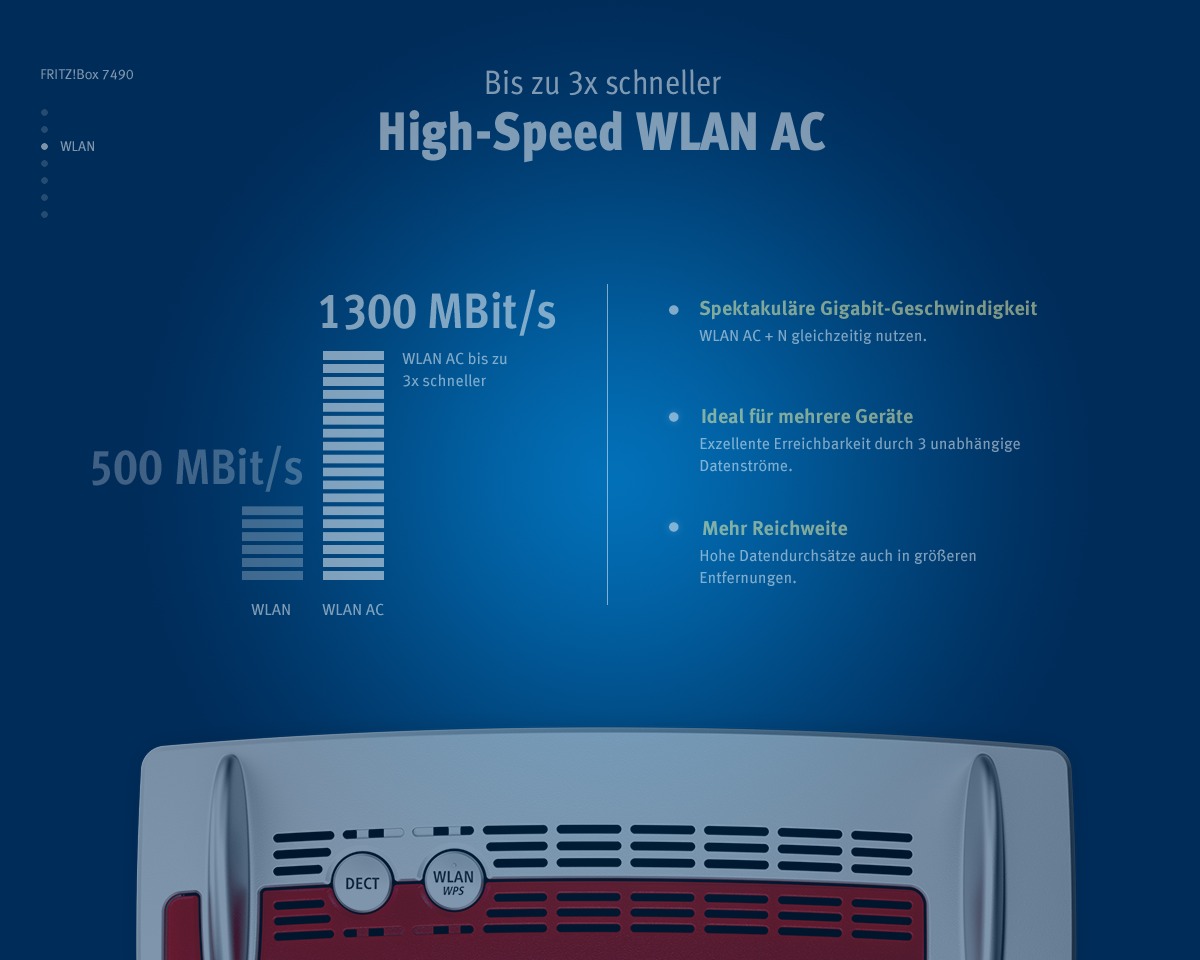 FRITZ!Box 7490
WLAN
Bis zu 3x schneller
High-Speed WLAN AC
1300 MBit/s
WLAN AC bis zu
3x schneller
500 MBit/s
WLAN
WLAN AC
Spektakuläre Gigabit-Geschwindigkeit
WLAN AC + N gleichzeitig nutzen.
Ideal für mehrere Geräte
Exzellente Erreichbarkeit durch 3 unabhängige
Datenströme.
Mehr Reichweite
Hohe Datendurchsätze auch in größeren
Entfernungen.
DECT
WLAN
WPS